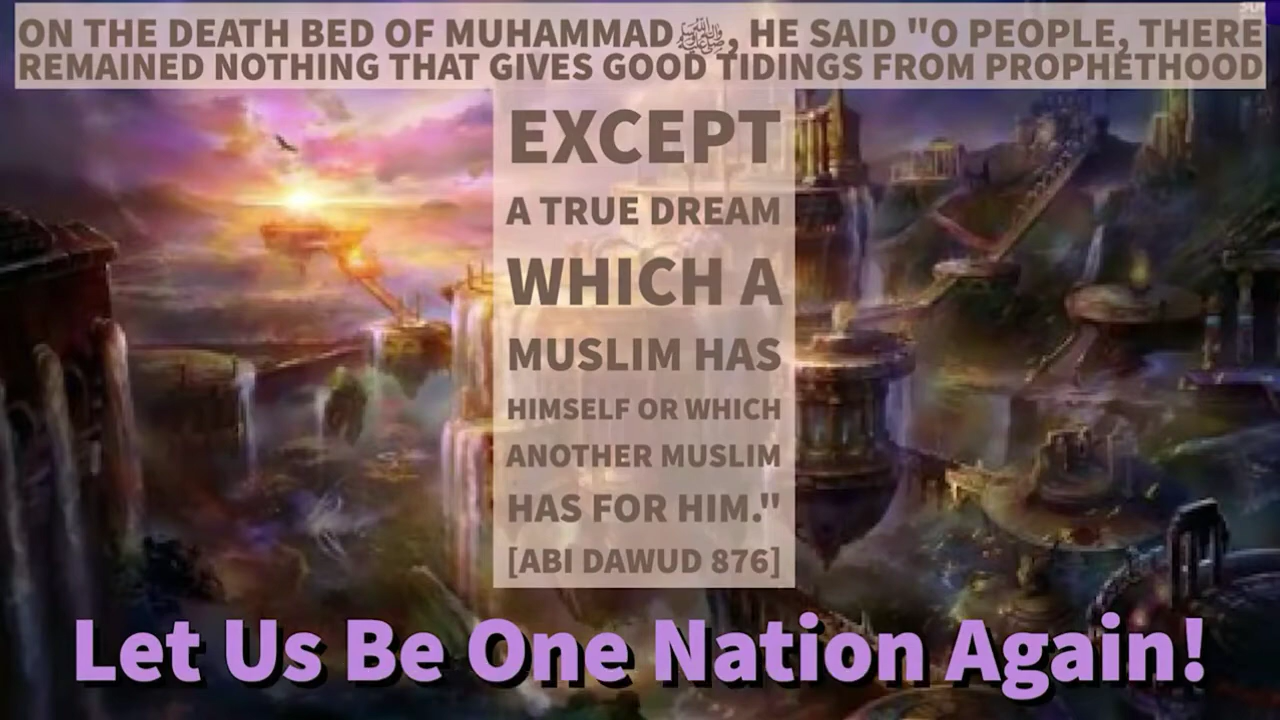 ON THE DEATH BED OF MUHAMMADﷺ, HE SAID "O PEOPLE, THERE
REMAINED NOTHING THAT GIVES GOOD TIDINGS FROM PROPHETHOOD
EXCEPT
A TRUE DREAM
WHICH A
MUSLIM HAS
HIMSELF OR WHICH
ANOTHER MUSLIM
HAS FOR HIM."
[ABI DAWUD 876]
Let Us Be One Nation Again!